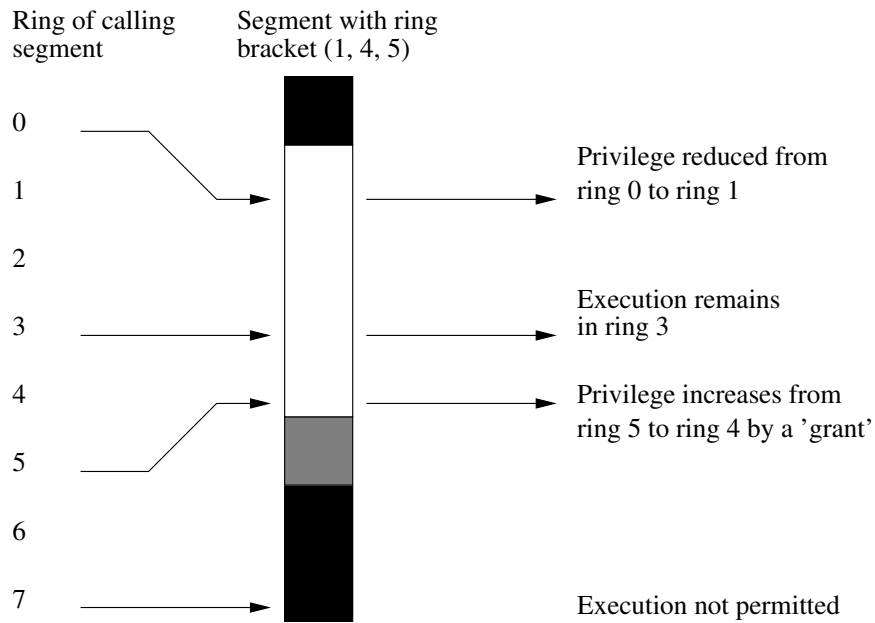 Ring of calling
segment
Segment with ring
bracket (1, 4, 5)
0
1
2
3
4
5
6
7
Privilege reduced from
ring 0 to ring 1
Execution remains
in ring 3
Privilege increases from
ring 5 to ring 4 by a ’grant’
Execution not permitted